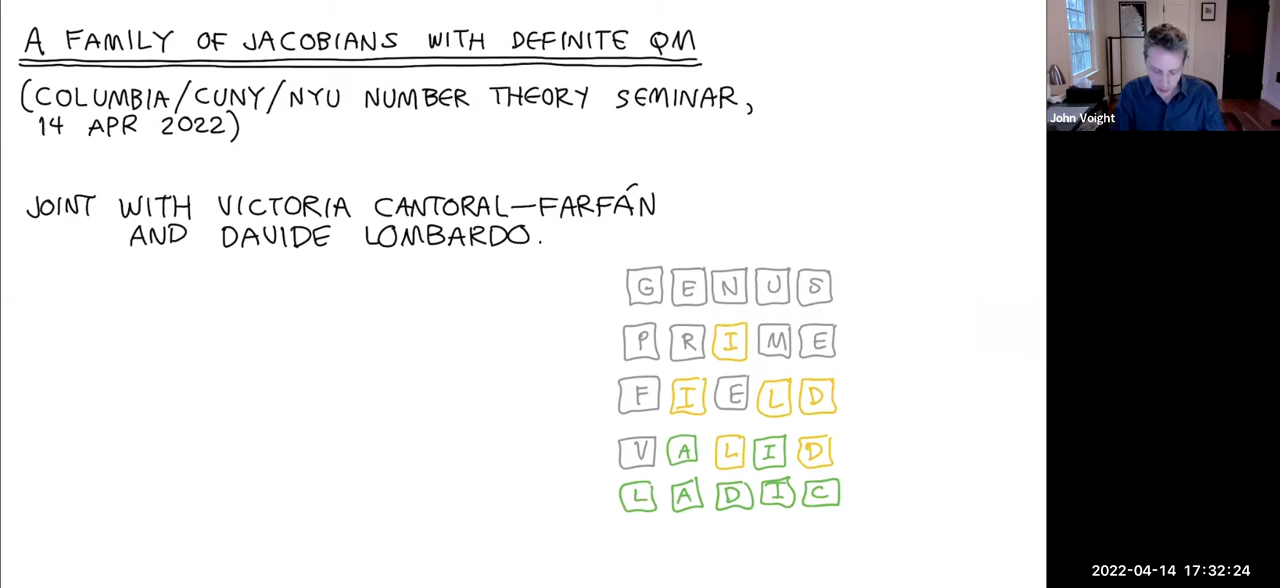 A FAMILY OF JACOBIANS WITH DEFINITE QM
(COLUMBIA/CUNY/NYU NUMBER THEORY SEMINAR,
14 APR 2022)
John Voight
JOINT WITH VICTORIA CANTORAL-FARFÁN
AND DAVIDE LOMBARDO.
GENUS
PRIME
FIELD
VALID
LADIC
2022-04-14 17:32:24